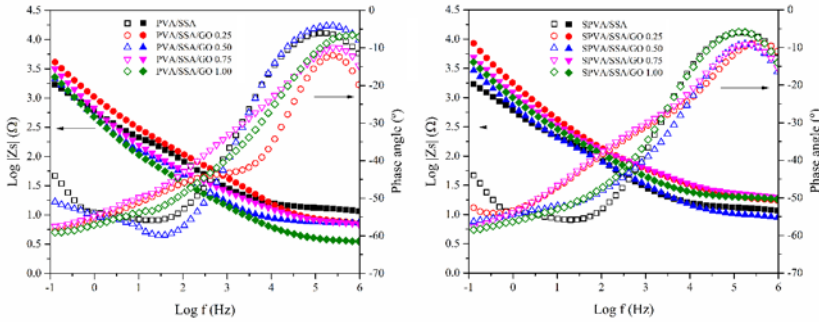 PVA/SSA
PVA/SSA/GO 0.25
PVA/SSA/GO 0.50
PVA/SSA/GO 0.75
PVA/SSA/GO 1.00
4.5
4.0
3.5
3.0
2.5
2.0
1.5
1.0
0.5
0.0
Log |Zs| (Ω)
0
-10
-20
-30
-40
-50
-60
-70
Phase angle (°)
-1 0 1 2 3 4 5 6
Log f (Hz)
SPVA/SSA
SPVA/SSA/GO 0.25
SPVA/SSA/GO 0.50
SPVA/SSA/GO 0.75
SPVA/SSA/GO 1.00
4.5
4.0
3.5
3.0
2.5
2.0
1.5
1.0
0.5
0.0
Log |Zs| (Ω)
0
-10
-20
-30
-40
-50
-60
-70
Phase angle (°)
-1 0 1 2 3 4 5 6
Log f (Hz)